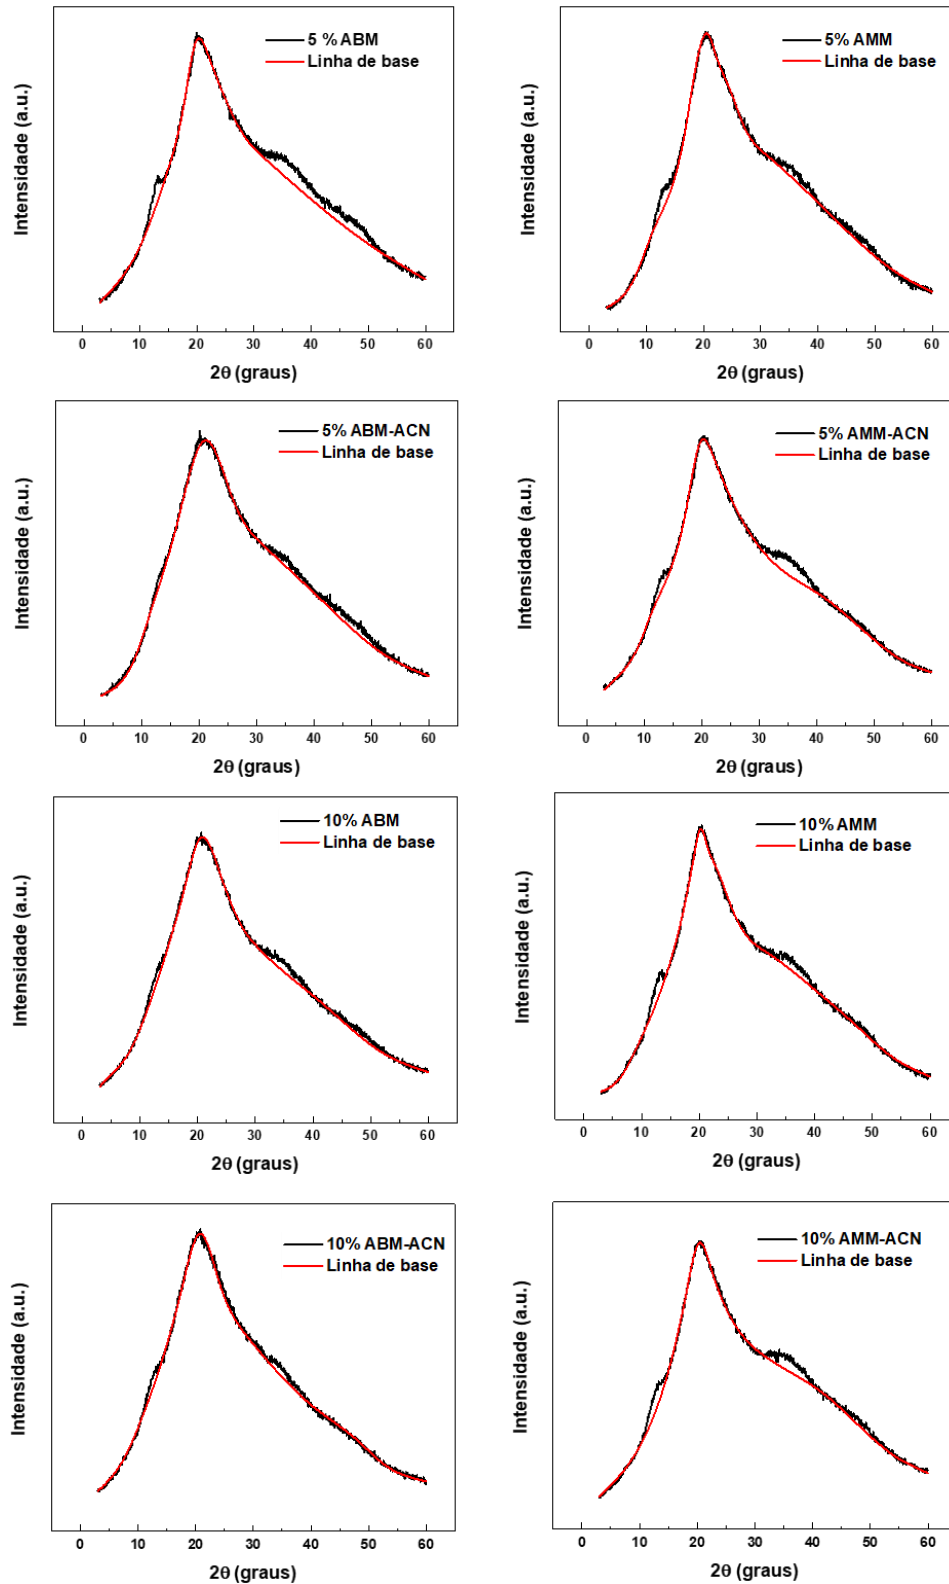 5 % ABM
Linha de base
Intensidade (a.u.)
0 10 20 30 40 50 60
2θ (graus)
5% AMM
Linha de base
Intensidade (a.u.)
0 10 20 30 40 50 60
2θ (graus)
5% ABM-ACN
Linha de base
Intensidade (a.u.)
0 10 20 30 40 50 60
2θ (graus)
5% AMM-ACN
Linha de base
Intensidade (a.u.)
0 10 20 30 40 50 60
2θ (graus)
10% ABM
Linha de base
Intensidade (a.u.)
0 10 20 30 40 50 60
2θ (graus)
10% AMM
Linha de base
Intensidade (a.u.)
0 10 20 30 40 50 60
2θ (graus)
10% ABM-ACN
Linha de base
Intensidade (a.u.)
0 10 20 30 40 50 60
2θ (graus)
10% AMM-ACN
Linha de base
Intensidade (a.u.)
0 10 20 30 40 50 60
2θ (graus)